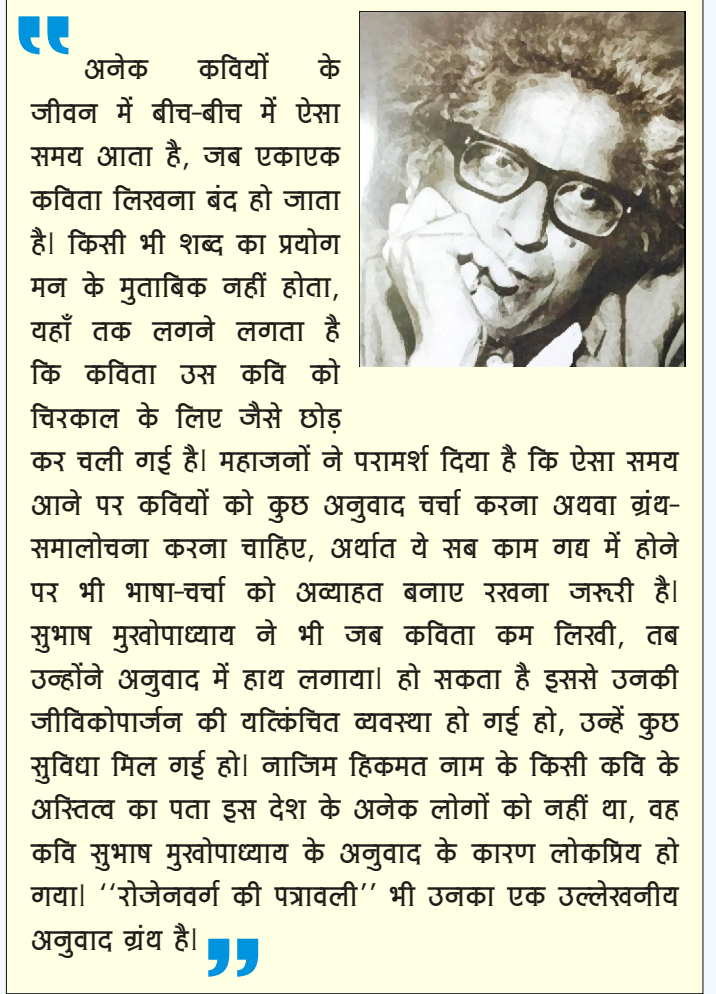 “
अनेक कवियों के
जीवन में बीच-बीच में ऐसा
समय आता है, जब एकाएक
कविता लिखना बंद हो जाता
है। किसी भी शब्द का प्रयोग
मन के मुताबिक नहीं होता,
यहाँ तक लगने लगता है
कि कविता उस कवि को
चिरकाल के लिए जैसे छोड़
कर चली गई है। महाजनों ने परामर्श दिया है कि ऐसा समय
आने पर कवियों को कुछ अनुवाद चर्चा करना अथवा ग्रंथ-
समालोचना करना चाहिए, अर्थात ये सब काम गद्य में होने
पर भी भाषा-चर्चा को अव्याहत बनाए रखना जरूरी है।
सुभाष मुखोपाध्याय ने भी जब कविता कम लिखी, तब
उन्होंने अनुवाद में हाथ लगाया। हो सकता है इससे उनकी
जीविकोपार्जन की यत्किंचित व्यवस्था हो गई हो, उन्हें कुछ
सुविधा मिल गई हो। नाजिम हिकमत नाम के किसी कवि के
अस्तित्व का पता इस देश के अनेक लोगों को नहीं था, वह
कवि सुभाष मुखोपाध्याय के अनुवाद के कारण लोकप्रिय हो
गया। ‘‘रोजेनवर्ग की पत्रावली’’ भी उनका एक उल्लेखनीय
अनुवाद ग्रंथ है। ”